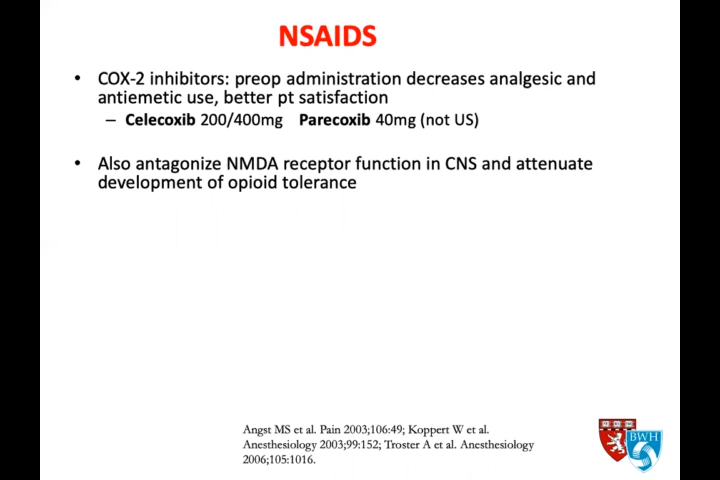 NSAIDS
• COX-2 inhibitors: preop administration decreases analgesic and
antiemetic use, better pt satisfaction
– Celecoxib 200/400mg Parecoxib 40mg (not US)
• Also antagonize NMDA receptor function in CNS and attenuate
development of opioid tolerance
Angst MS et al. Pain 2003;106:49; Koppert W et al.
Anesthesiology 2003;99:152; Troster A et al. Anesthesiology
2006;105:1016.
BWH